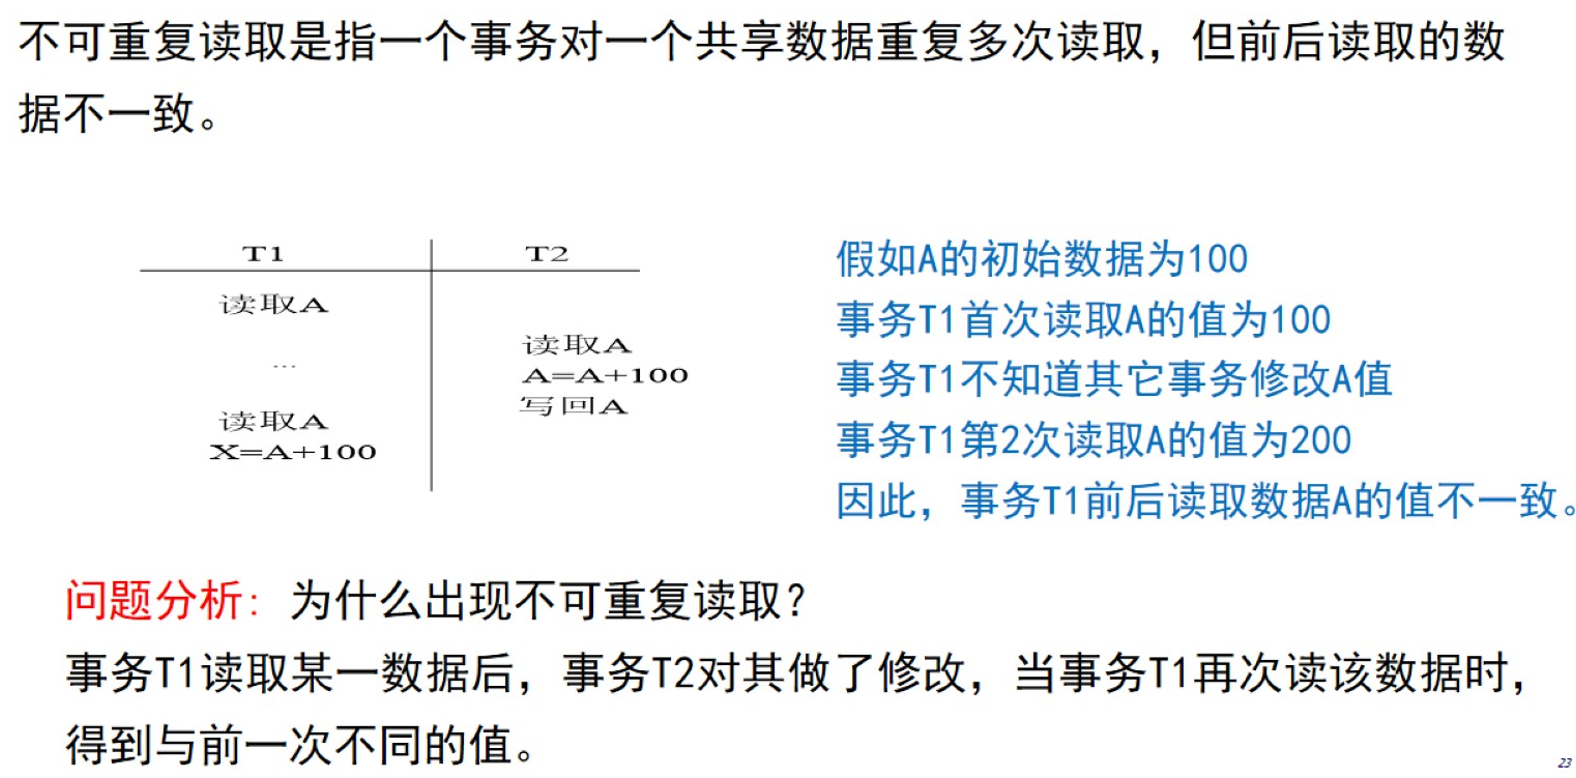 不可重复读取是指一个事务对一个共享数据重复多次读取，但前后读取的数
据不一致。
T1 T2
读取A
读取A
A=A+100
写回A
...
读取A
X=A+100
假如A的初始数据为100
事务T1首次读取A的值为100
事务T1不知道其它事务修改A值
事务T1第2次读取A的值为200
因此，事务T1前后读取数据A的值不一致。
问题分析：为什么出现不可重复读取？
事务T1读取某一数据后，事务T2对其做了修改，当事务T1再次读该数据时，
得到与前一次不同的值。
23